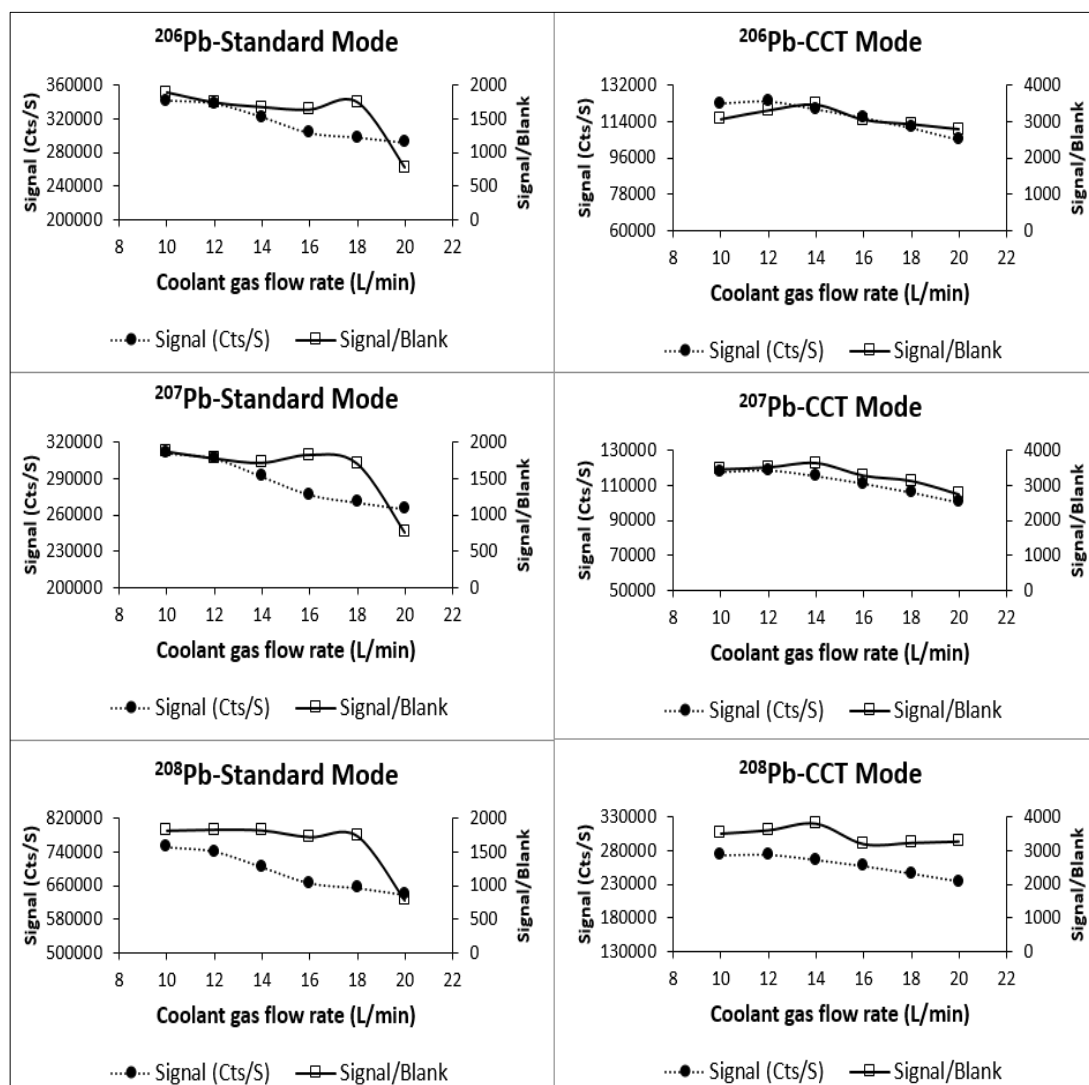 ²⁰⁶Pb-Standard Mode
Signal (Cts/S)
360000
320000
280000
240000
200000
2000
1500
1000
500
0
Signal/Blank
8 10 12 14 16 18 20 22
Coolant gas flow rate (L/min)
Signal (Cts/S) Signal/Blank
²⁰⁶Pb-CCT Mode
Signal (Cts/S)
132000
114000
96000
78000
60000
4000
3000
2000
1000
0
Signal/Blank
8 10 12 14 16 18 20 22
Coolant gas flow rate (L/min)
Signal (Cts/S) Signal/Blank
²⁰⁷Pb-Standard Mode
Signal (Cts/S)
320000
290000
260000
230000
200000
2000
1500
1000
500
0
Signal/Blank
8 10 12 14 16 18 20 22
Coolant gas flow rate (L/min)
Signal (Cts/S) Signal/Blank
²⁰⁷Pb-CCT Mode
Signal (Cts/S)
130000
110000
90000
70000
50000
4000
3000
2000
1000
0
Signal/Blank
8 10 12 14 16 18 20 22
Coolant gas flow rate (L/min)
Signal (Cts/S) Signal/Blank
²⁰⁸Pb-Standard Mode
Signal (Cts/S)
820000
740000
660000
580000
500000
2000
1500
1000
500
0
Signal/Blank
8 10 12 14 16 18 20 22
Coolant gas flow rate (L/min)
Signal (Cts/S) Signal/Blank
²⁰⁸Pb-CCT Mode
Signal (Cts/S)
330000
280000
230000
180000
130000
4000
3000
2000
1000
0
Signal/Blank
8 10 12 14 16 18 20 22
Coolant gas flow rate (L/min)
Signal (Cts/S) Signal/Blank